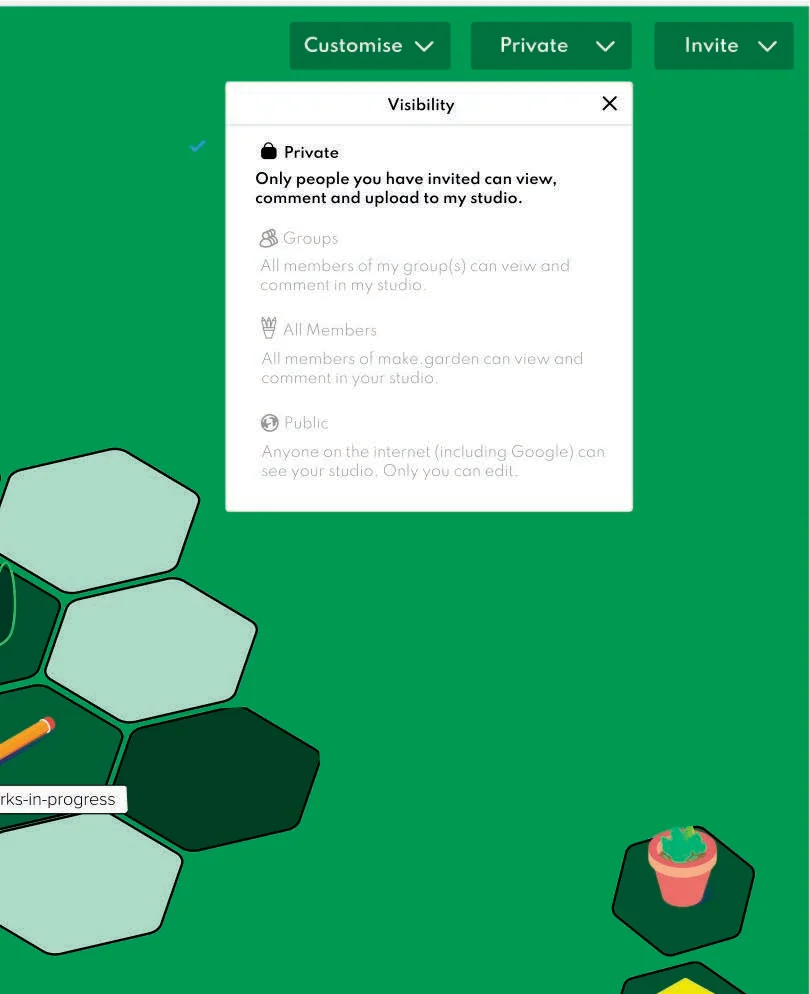 Customise
Private
Invite
Visibility
Private
Only people you have invited can view,
comment and upload to my studio.
Groups
All members of my group(s) can veiw and
comment in my studio.
All Members
All members of make.garden can view and
comment in your studio.
Public
Anyone on the internet (including Google) can
see your studio. Only you can edit.
rks-in-progress